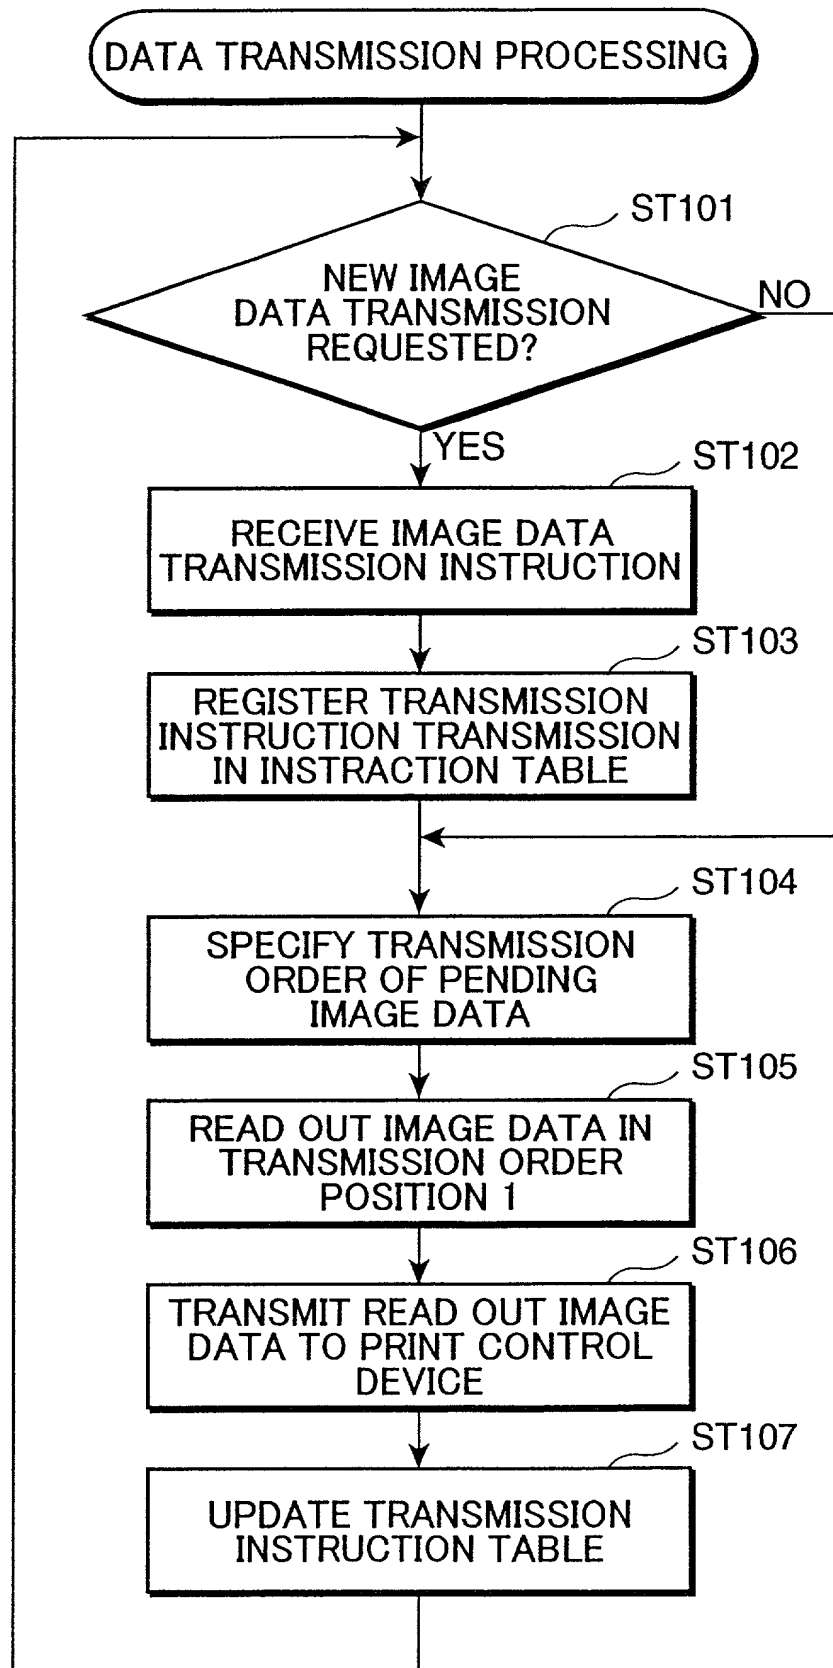 DATA TRANSMISSION PROCESSING
ST101
NEW IMAGE
DATA TRANSMISSION
REQUESTED?
NO
YES
ST102
RECEIVE IMAGE DATA
TRANSMISSION INSTRUCTION
ST103
REGISTER TRANSMISSION
INSTRUCTION TRANSMISSION
IN INSTRACTION TABLE
ST104
SPECIFY TRANSMISSION
ORDER OF PENDING
IMAGE DATA
ST105
READ OUT IMAGE DATA IN
TRANSMISSION ORDER
POSITION 1
ST106
TRANSMIT READ OUT IMAGE
DATA TO PRINT CONTROL
DEVICE
ST107
UPDATE TRANSMISSION
INSTRUCTION TABLE